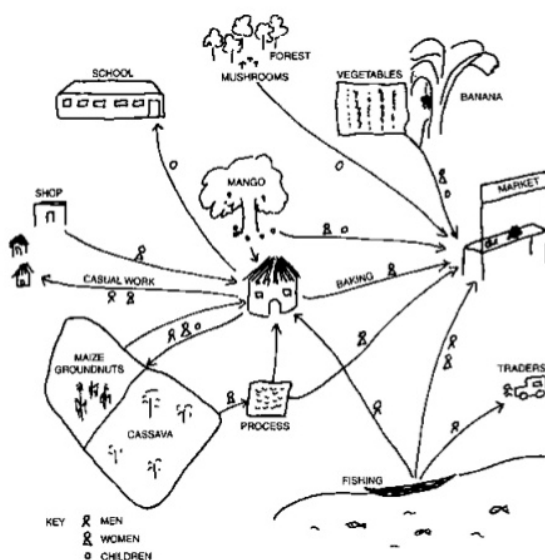 FOREST
MUSHROOMS
SCHOOL
VEGETABLES
BANANA
MANGO
MARKET
SHOP
CASUAL WORK
BAKING
MAIZE
GROUNDNUTS
CASSAVA
PROCESS
TRADERS
FISHING
KEY MEN
WOMEN
CHILDREN